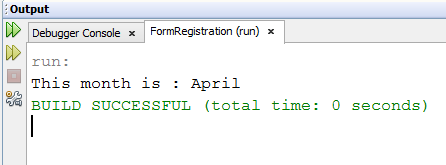 Output
Debugger Console × FormRegistration (run) ×
run:
This month is : April
BUILD SUCCESSFUL (total time: 0 seconds)